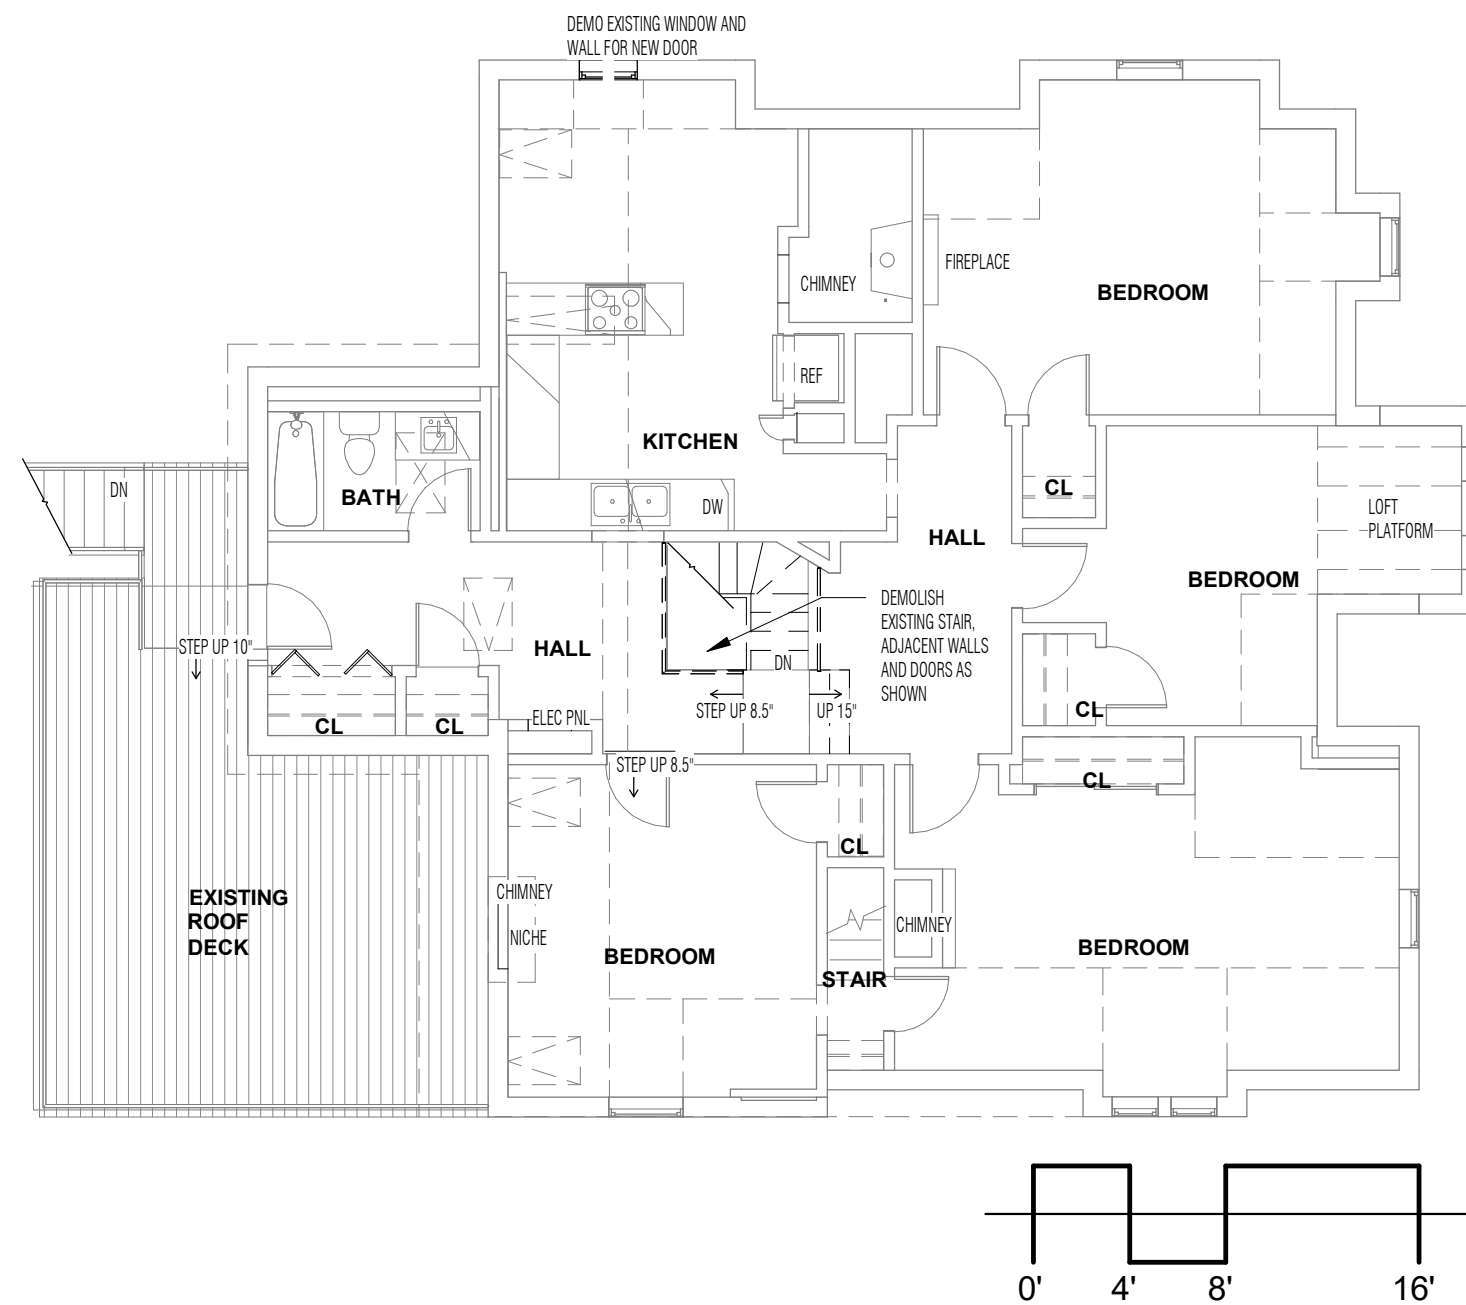 DEMO EXISTING WINDOW AND
WALL FOR NEW DOOR
FIREPLACE
CHIMNEY
BEDROOM
REF
KITCHEN
BATH
DN
CL
DW
LOFT
PLATFORM
HALL
BEDROOM
DEMOLISH
EXISTING STAIR,
ADJACENT WALLS
AND DOORS AS
SHOWN
STEP UP 10"
HALL
DN
STEP UP 8.5"
UP 15"
CL
CL
CL
ELEC PNL
STEP UP 8.5"
CL
CL
EXISTING
ROOF
DECK
CHIMNEY
NICHE
CHIMNEY
BEDROOM
BEDROOM
STAIR
0' 4' 8' 16'